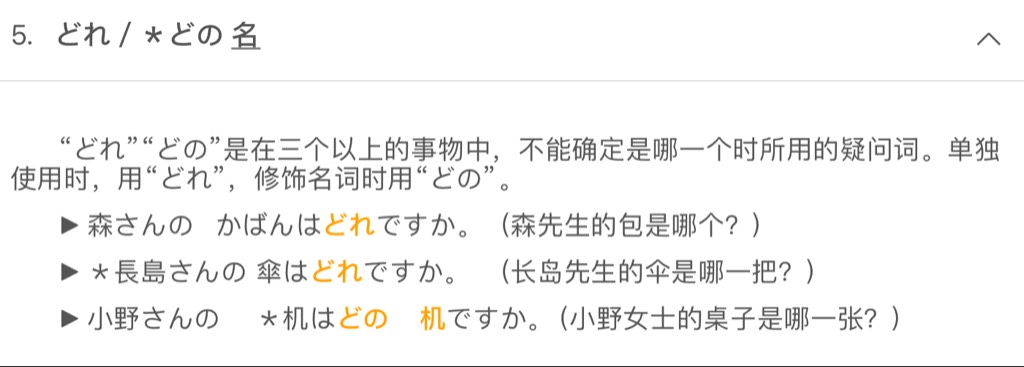 5. どれ / *どの 名
“どれ”“どの”是在三个以上的事物中，不能确定是哪一个时所用的疑问词。单独
使用时，用“どれ”，修饰名词时用“どの”。
▶森さんの かばんはどれですか。（森先生的包是哪个？）
▶*長島さんの 傘はどれですか。 （长岛先生的伞是哪一把？）
▶小野さんの *机はどの 机ですか。（小野女士的桌子是哪一张？）